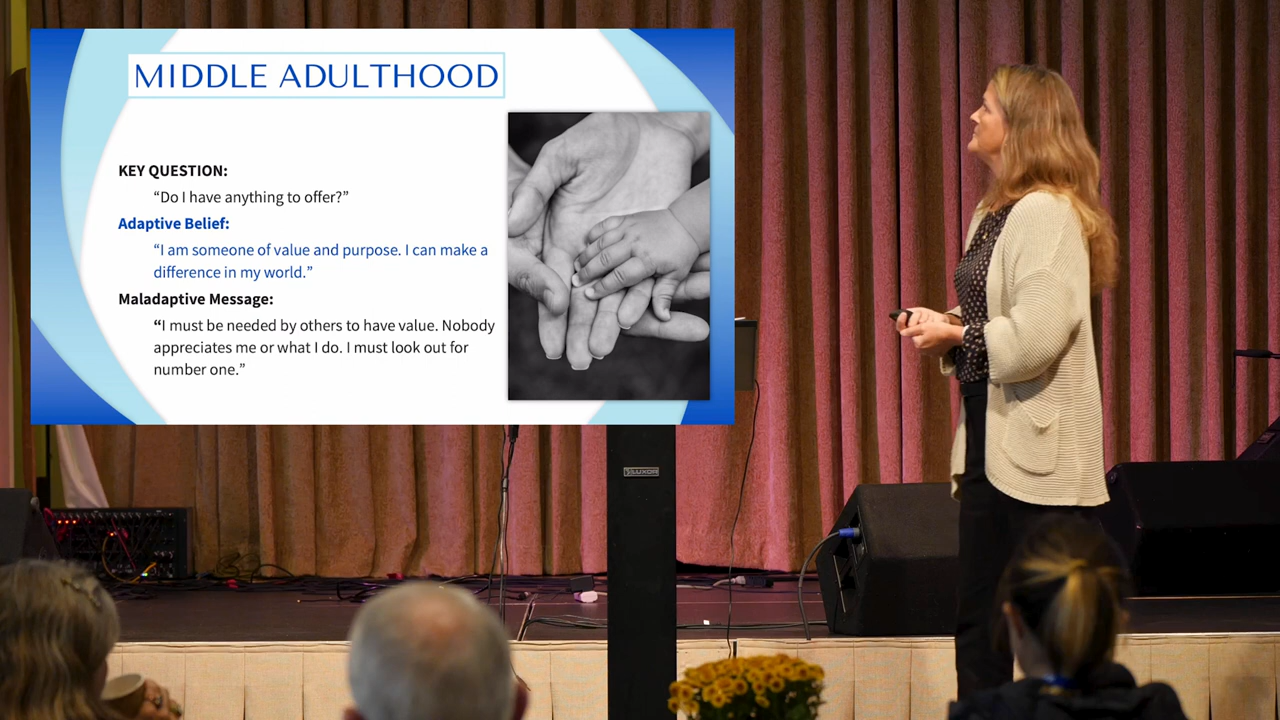 MIDDLE ADULTHOOD
KEY QUESTION:
“Do I have anything to offer?”
Adaptive Belief:
“I am someone of value and purpose. I can make a
difference in my world.”
Maladaptive Message:
“I must be needed by others to have value. Nobody
appreciates me or what I do. I must look out for
number one.”
LUXOR